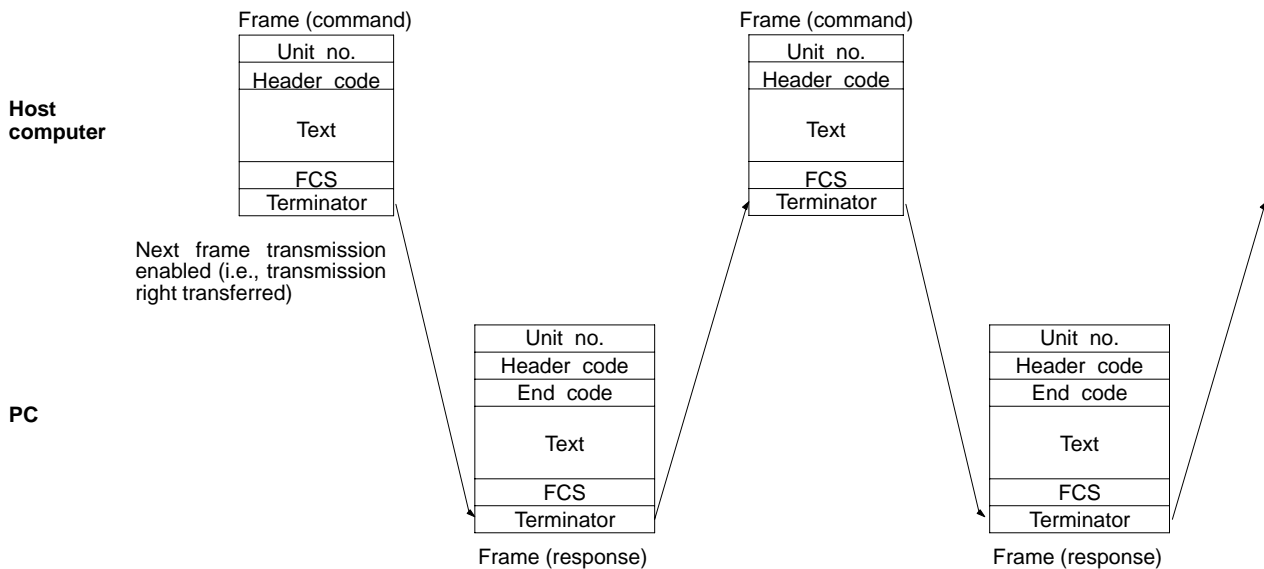 Frame (command)
Unit no.
Header code
Text
FCS
Terminator
Frame (command)
Unit no.
Header code
Text
FCS
Terminator
Host
computer
Next frame transmission
enabled (i.e., transmission
right transferred)
PC
Unit no.
Header code
End code
Text
FCS
Terminator
Frame (response)
Unit no.
Header code
End code
Text
FCS
Terminator
Frame (response)